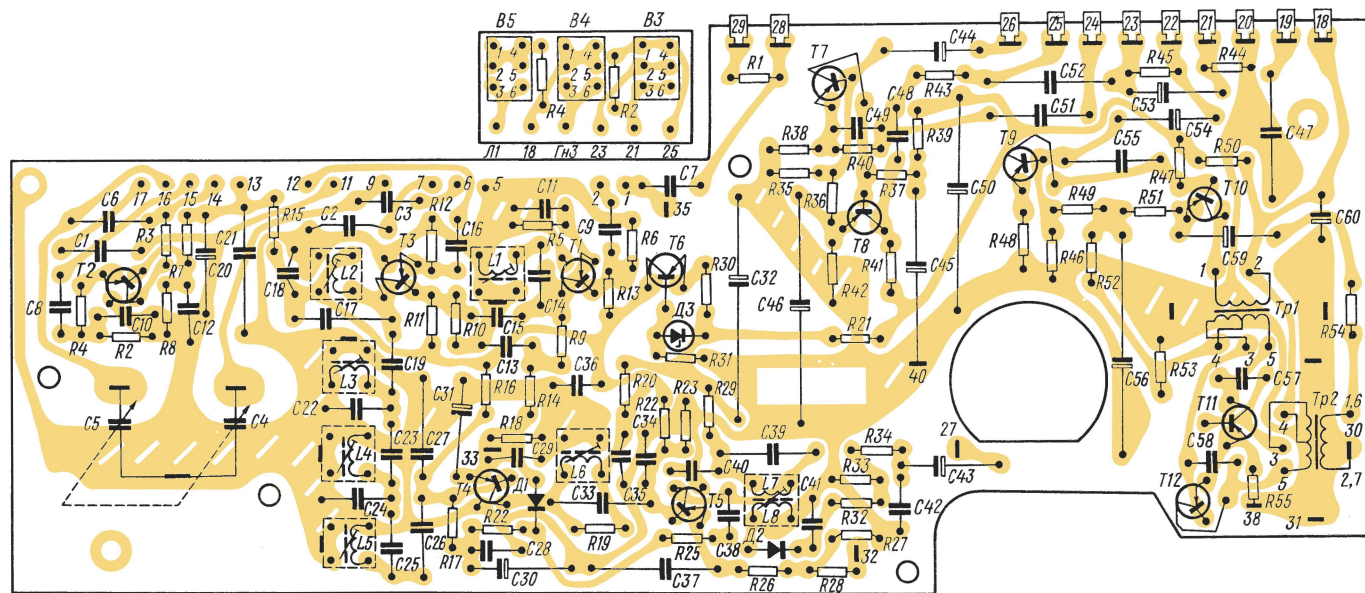 B5 B4 B3
1 4 1 4 1 4
2 5 2 5 2 5
3 6 3 6 3 6
R4 R2
Л1 18 Гн3 23 21 25
29 28 26 25 24 23 22 21 20 19 18
R1 T7 C44 R43 C52 R45 R44
C51 C53 C54
C49 C48 R39 C47
R38 R40 T9 C55 R50
R35 R37 R47
R36 C50 R49 R51 T10
T8 C60
R48 R46 R52 C59
R42 R41 C45
C32 C46
17 16 15 14 13 12 11 9 7 6 5 2 1 C7
35
C6 R3 C21 R15 C2 C3 R12 C11 C9
C1 C20 T3 C16 R5 R6 T6 R30
T2 R7 L2 L1 T1
C8 C18 C14 R13
C10 C12 C17 R11 R10 C15 Д3
R4 R2 R8 C13 R9 R31 R21
C19 C36
L3 R16 R14 R20 R23 R29 40
C5 C4 C22 C31 R22 C34
R18 C39 R34 27
C23 C27 C29
L4 33 L6 C40 R33 C43
T4 Д1 C33 C35 T5 L7 C41
C24 L8 C42
R22 R32
L5 C26 R17 C28 R19 R25 C38 Д2 32 R27
C25 C30 C37 R26 R28
1 2
Тр1
4 3 5
R54
C56 R53 C57
T11 Тр2 1,6
4 30
C58 3
T12 5 2,7
R55
38 31